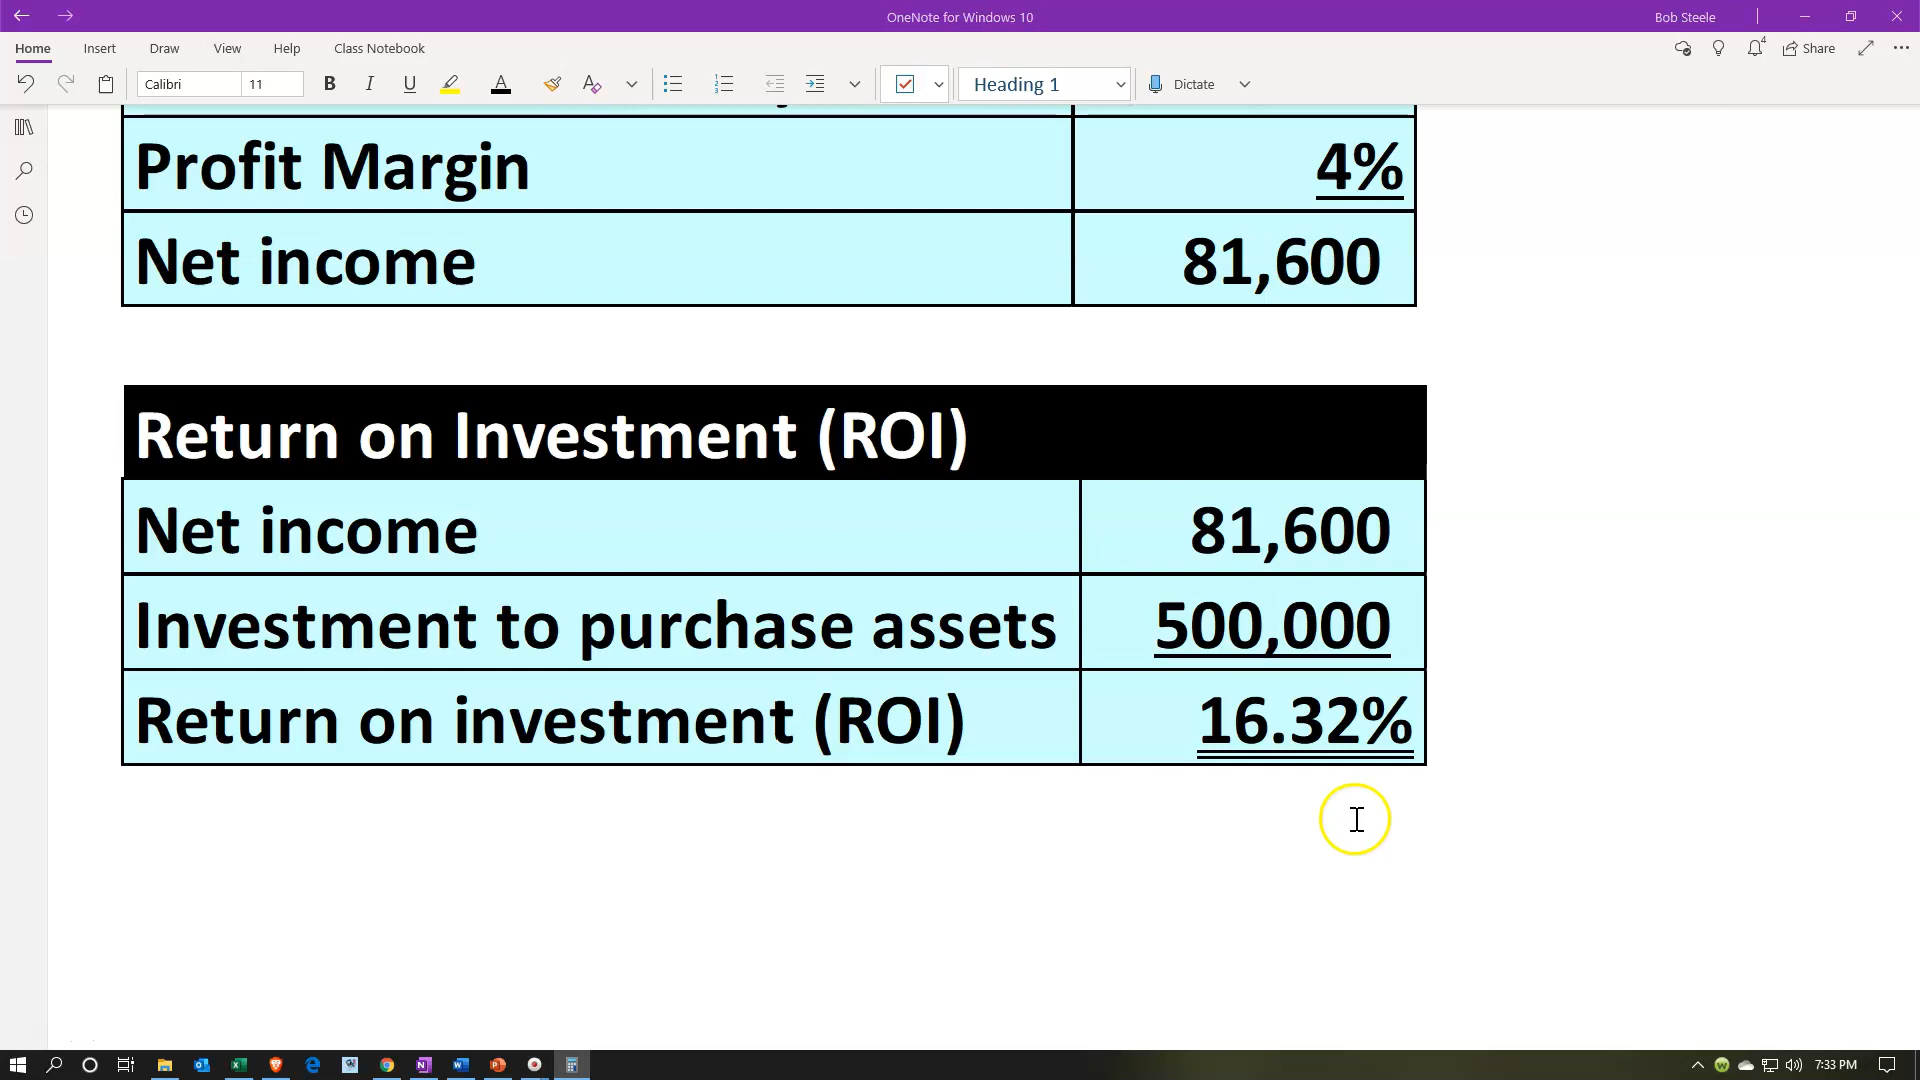 OneNote for Windows 10
Bob Steele
Home Insert Draw View Help Class Notebook
4
Share
Calibri 11 B I U A Heading 1 Dictate
Profit Margin 4%
Net income 81,600
Return on Investment (ROI)
Net income 81,600
Investment to purchase assets 500,000
Return on investment (ROI) 16.32%
7:33 PM